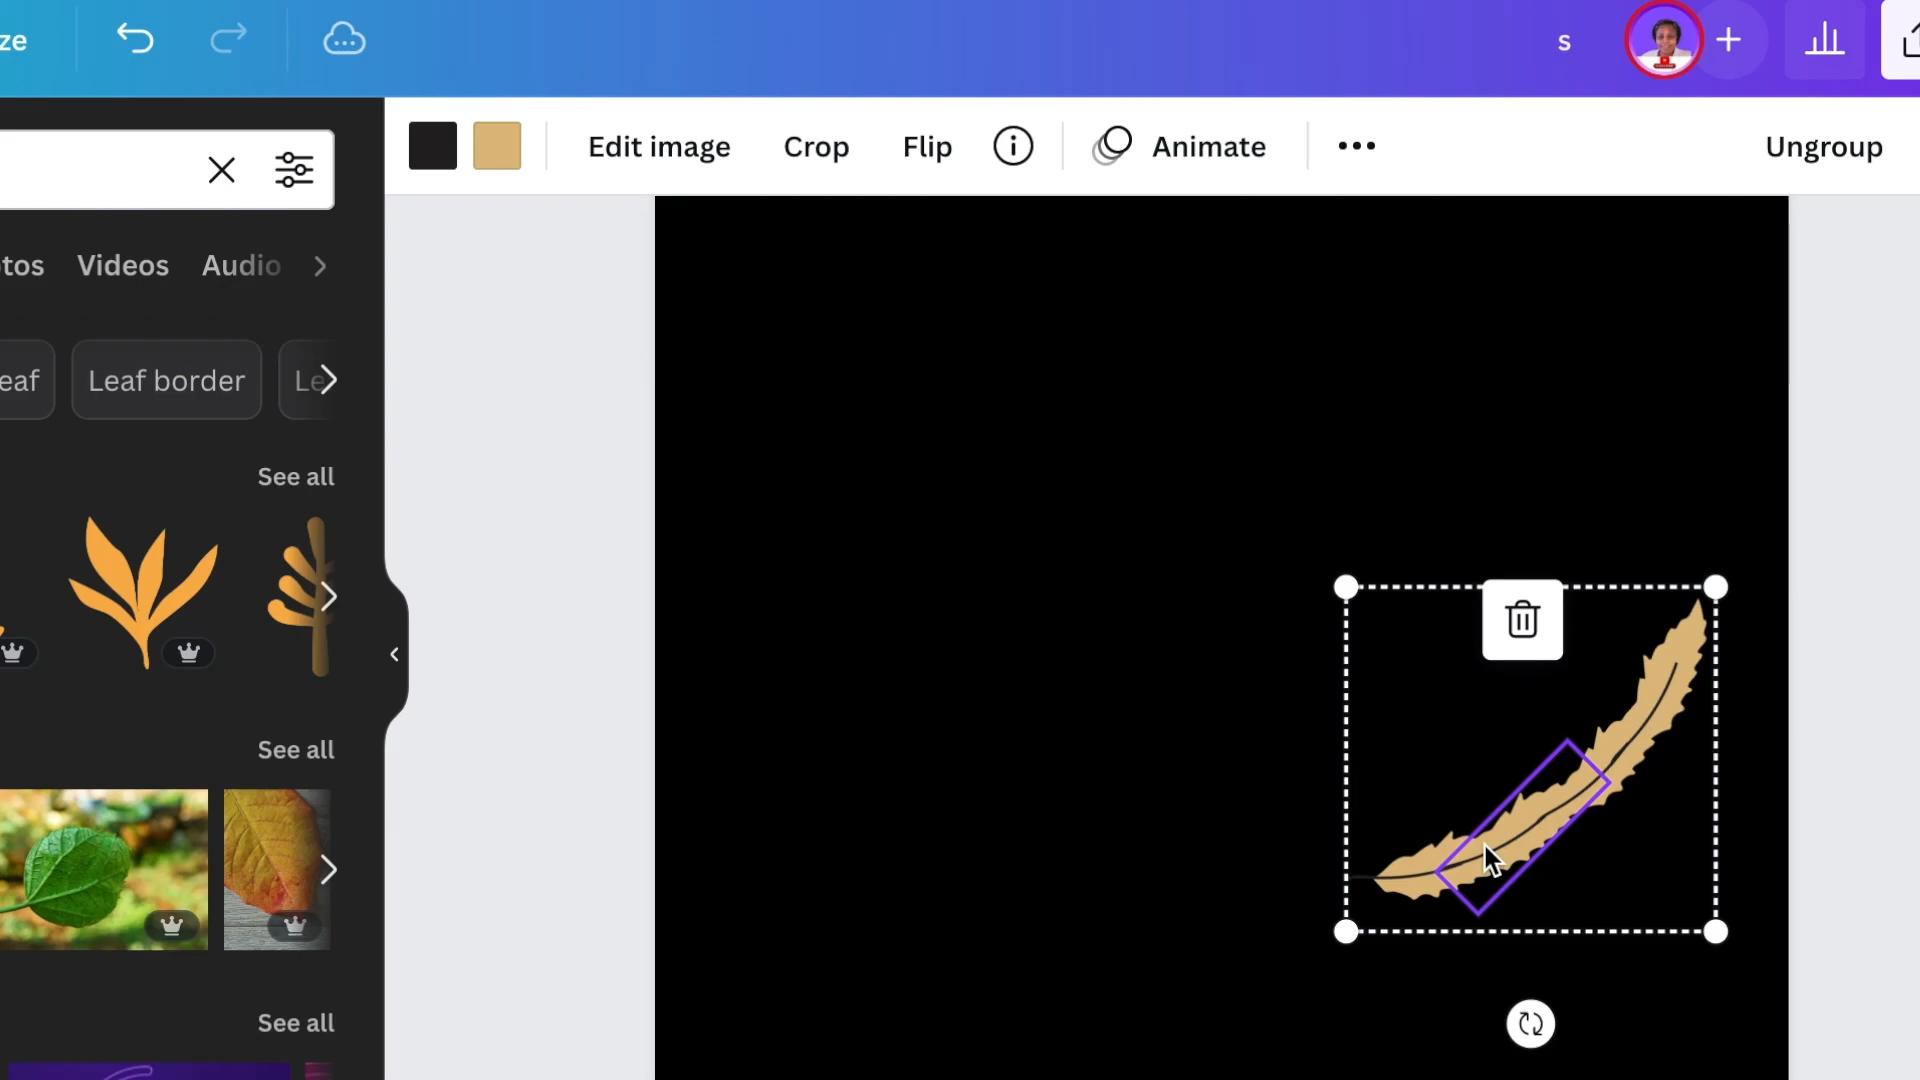 ze
s
Edit image Crop Flip Animate Ungroup
tos Videos Audio
eaf Leaf border Le
See all
See all
See all